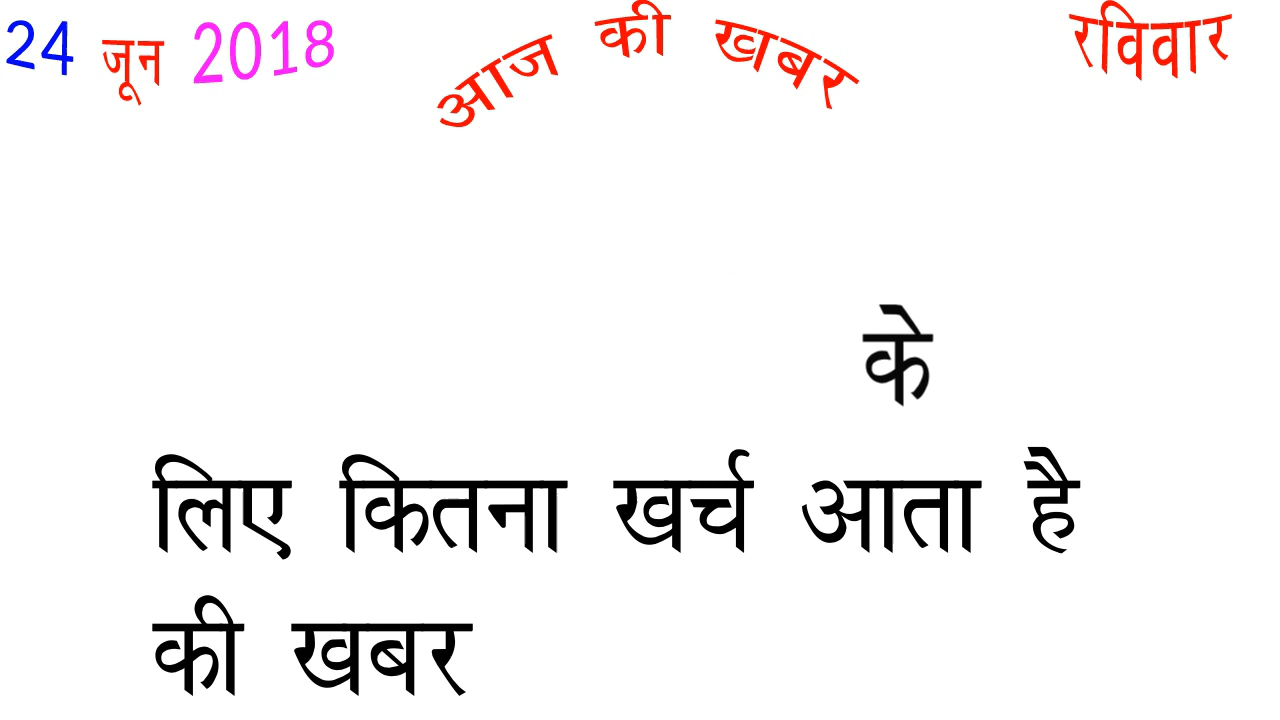 24 जून 2018 आज की खबर रविवार
के
लिए कितना खर्च आता है
की खबर